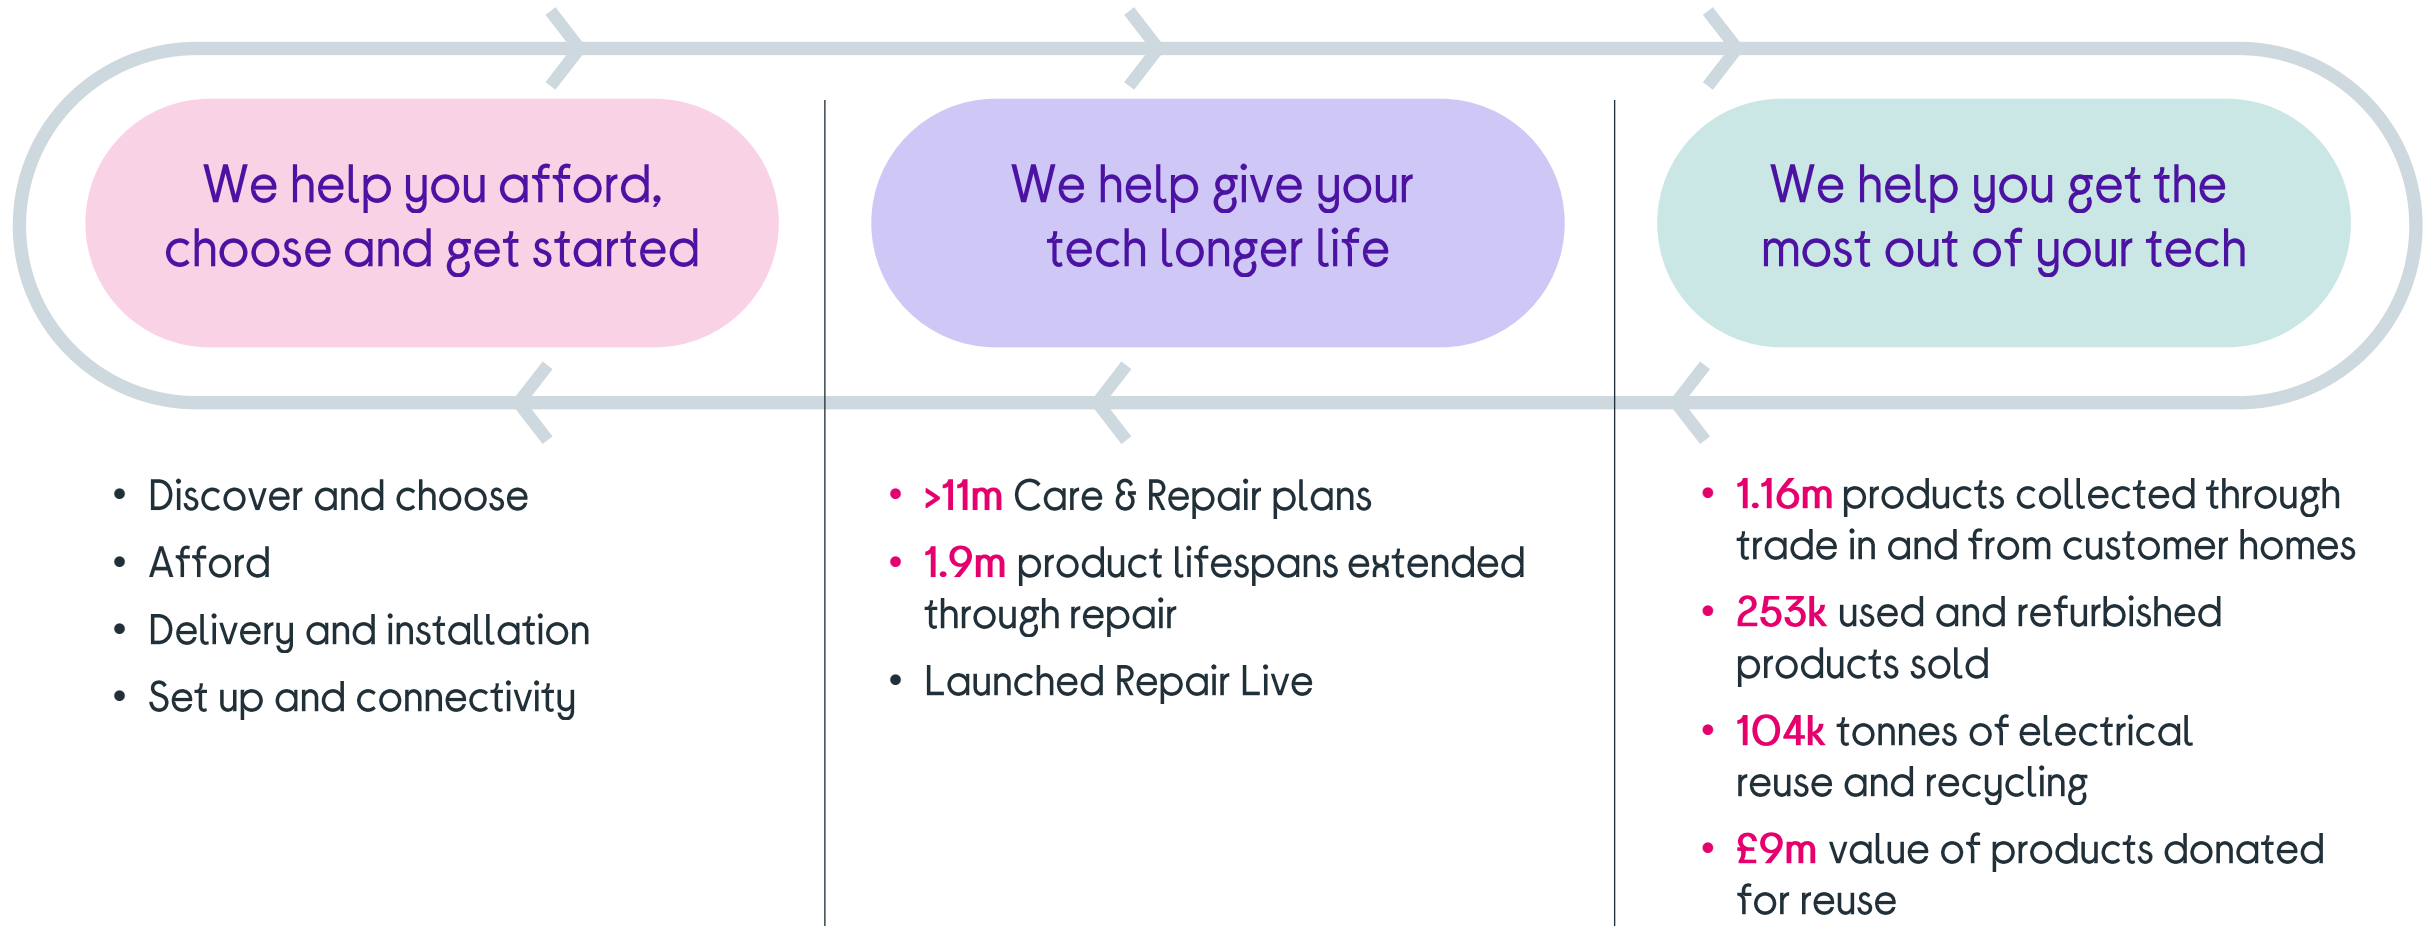 We help you afford,
choose and get started
• Discover and choose
• Afford
• Delivery and installation
• Set up and connectivity
We help give your
tech longer life
• >11m Care & Repair plans
• 1.9m product lifespans extended
through repair
• Launched Repair Live
We help you get the
most out of your tech
• 1.16m products collected through
trade in and from customer homes
• 253k used and refurbished
products sold
• 104k tonnes of electrical
reuse and recycling
• £9m value of products donated
for reuse